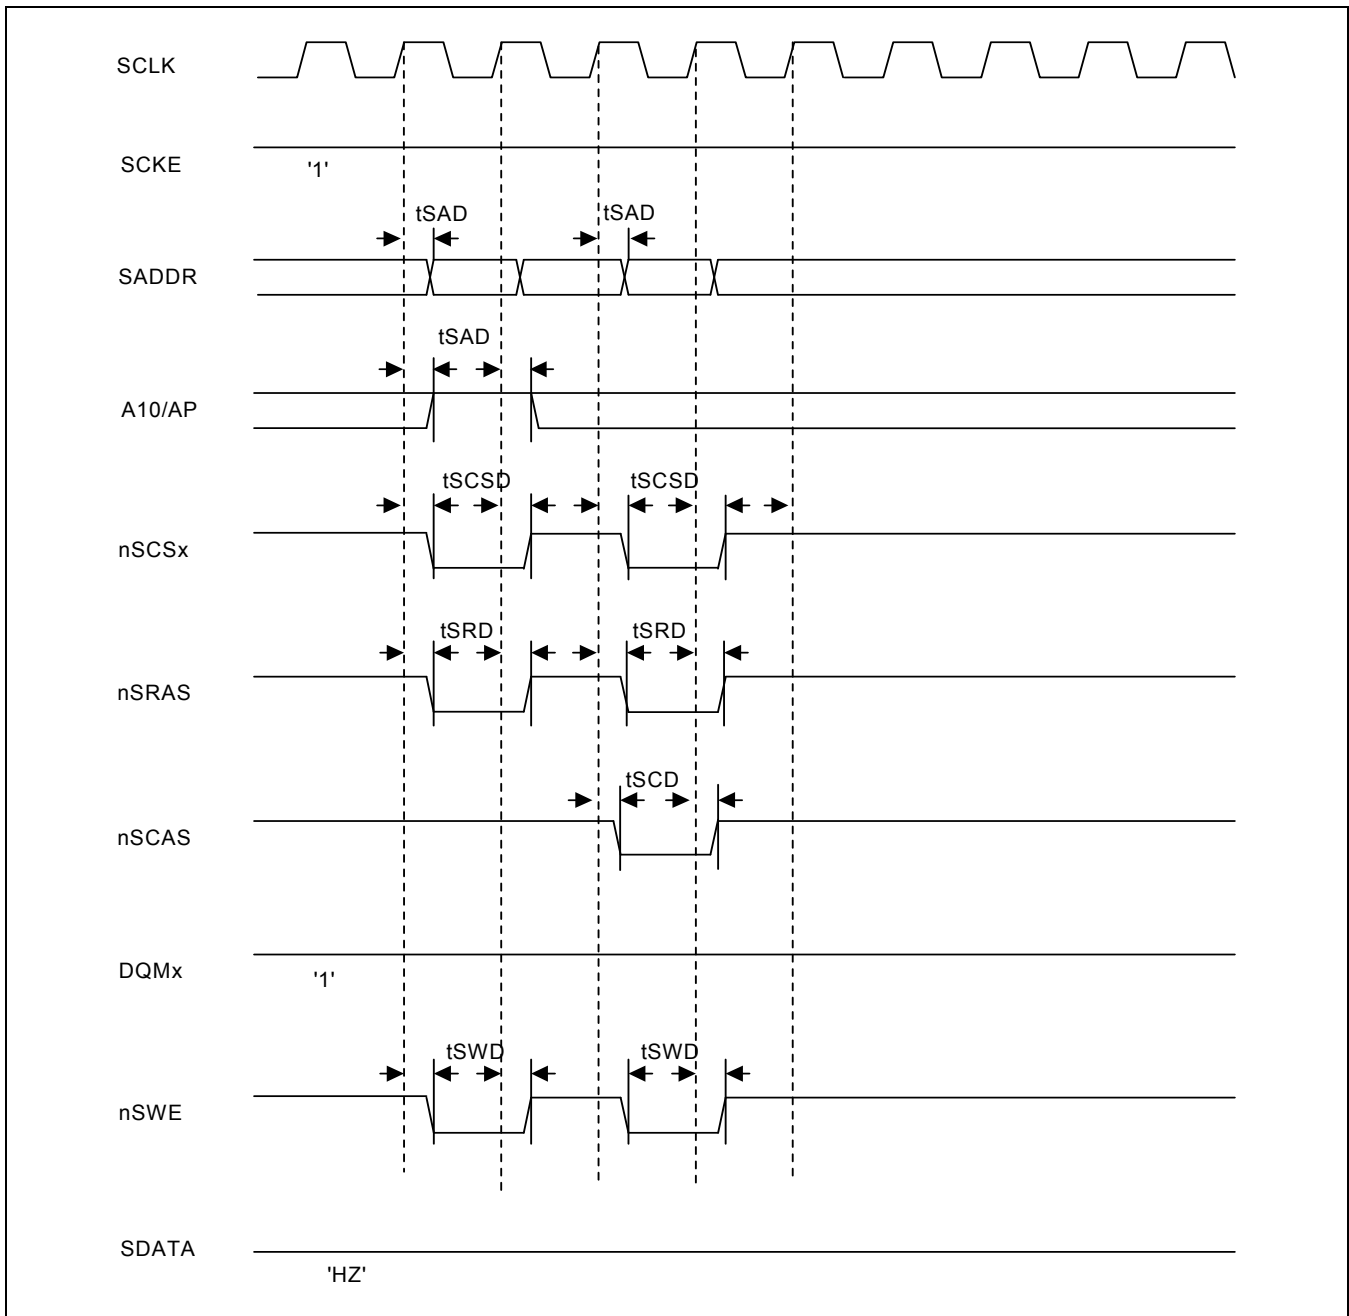 SCLK
SCKE
'1'
tSAD tSAD
SADDR
tSAD
A10/AP
tSCSD tSCSD
nSCSx
tSRD tSRD
nSRAS
tSCD
nSCAS
DQMx
'1'
tSWD tSWD
nSWE
SDATA
'HZ'